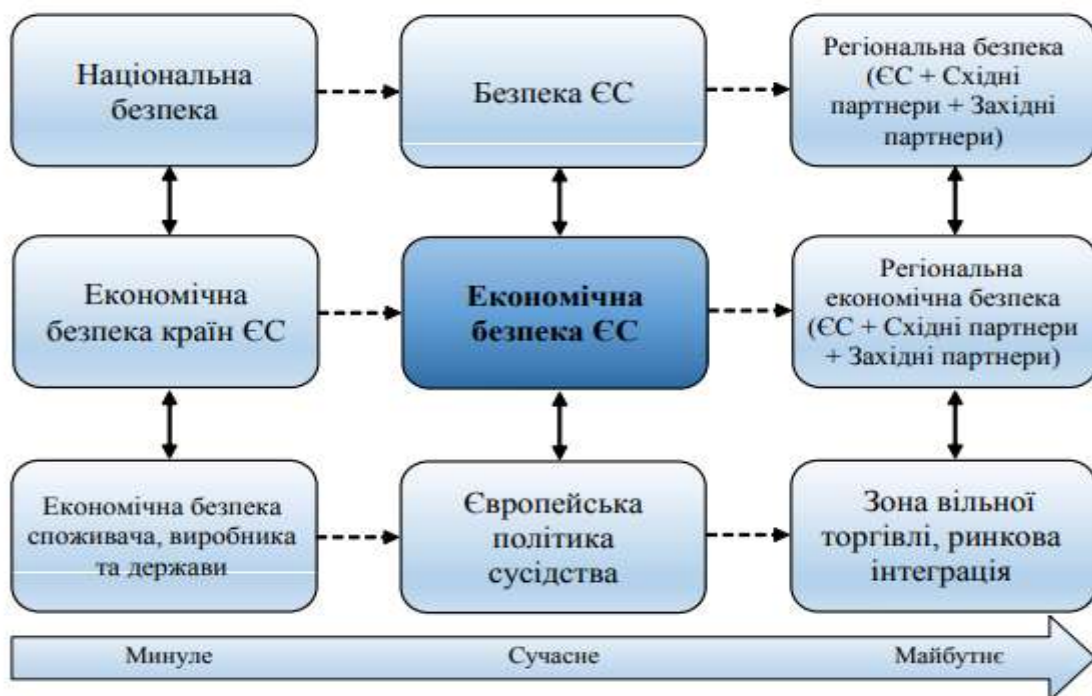 Національна
безпека
Безпека ЄС
Регіональна безпека
(ЄС + Східні
партнери + Західні
партнери)
Економічна
безпека країн ЄС
Економічна
безпека ЄС
Регіональна
економічна безпека
(ЄС + Східні партнери
+ Західні партнери)
Економічна безпека
споживача, виробника
та держави
Європейська
політика
сусідства
Зона вільної
торгівлі, ринкова
інтеграція
Минуле
Сучасне
Майбутнє